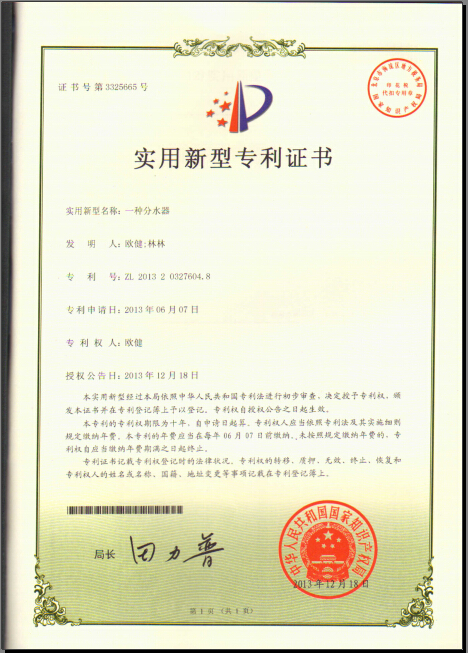 证书号第3325665号
印花税
代扣专用章
实用新型专利证书
实用新型名称：一种分水器
发明人：欧健;林林
专利号：ZL 2013 2 0327604.8
专利申请日：2013年06月07日
专利权人：欧健
授权公告日：2013年12月18日
本实用新型经过本局依照中华人民共和国专利法进行初步审查，决定授予专利权，颁
发本证书并在专利登记簿上予以登记。专利权自授权公告之日起生效。
本专利的专利权期限为十年，自申请日起算。专利权人应当依照专利法及其实施细则
规定缴纳年费。本专利的年费应当在每年06月07日前缴纳。未按照规定缴纳年费的，专
利权自应当缴纳年费期满之日起终止。
专利证书记载专利权登记时的法律状况。专利权的转移、质押、无效、终止、恢复和
专利权人的姓名或名称、国籍、地址变更等事项记载在专利登记簿上。
局长
田力普
中华人民共和国国家知识产权局
2013年12月18日
第1页（共1页）